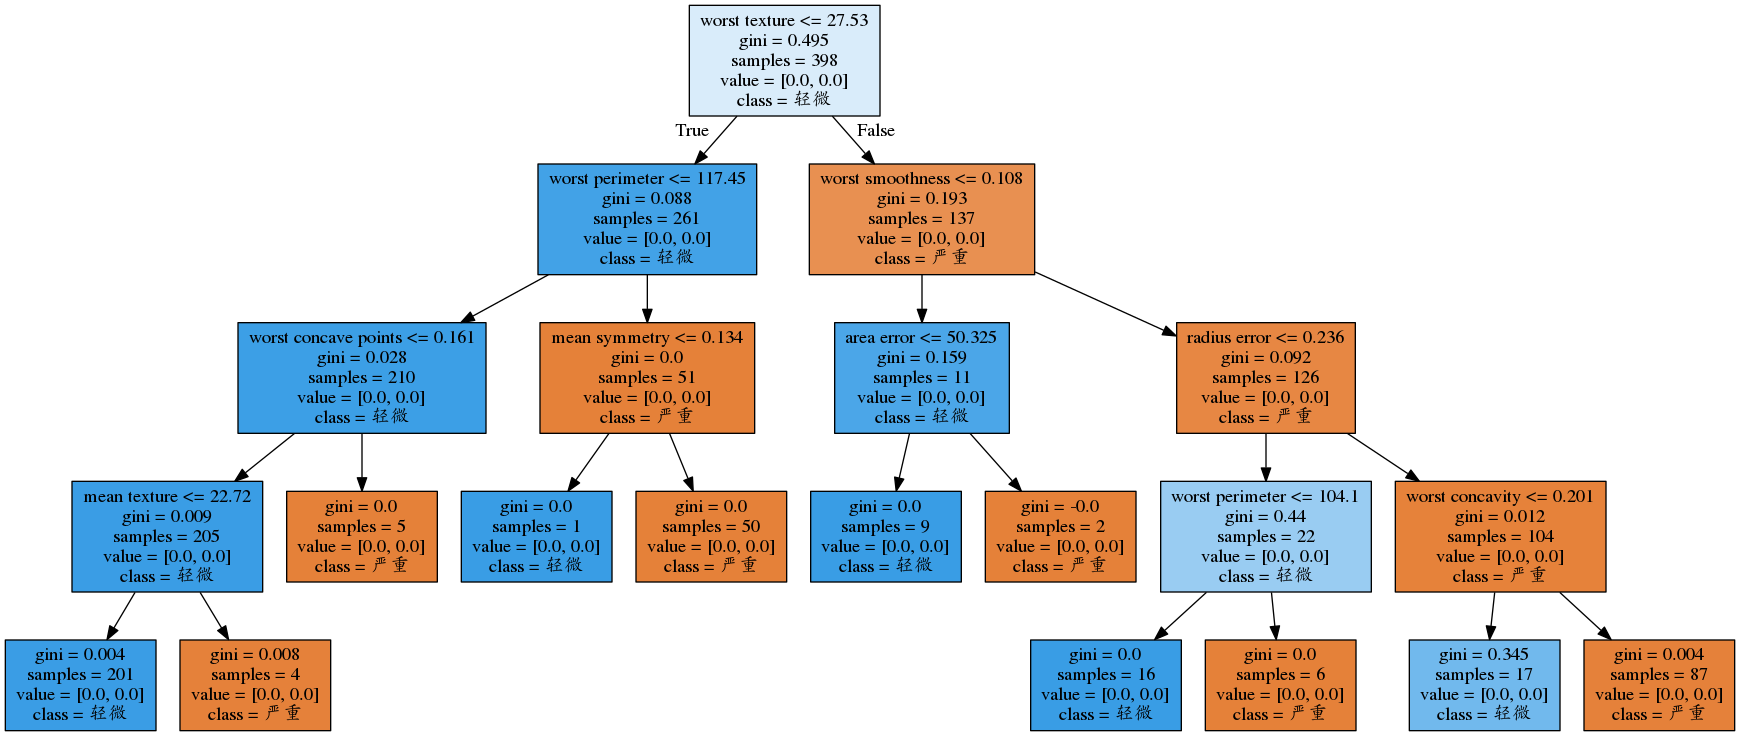 worst texture <= 27.53
gini = 0.495
samples = 398
value = [0.0, 0.0]
class = 轻微
True
False
worst perimeter <= 117.45
gini = 0.088
samples = 261
value = [0.0, 0.0]
class = 轻微
worst smoothness <= 0.108
gini = 0.193
samples = 137
value = [0.0, 0.0]
class = 严重
worst concave points <= 0.161
gini = 0.028
samples = 210
value = [0.0, 0.0]
class = 轻微
mean symmetry <= 0.134
gini = 0.0
samples = 51
value = [0.0, 0.0]
class = 严重
area error <= 50.325
gini = 0.159
samples = 11
value = [0.0, 0.0]
class = 轻微
radius error <= 0.236
gini = 0.092
samples = 126
value = [0.0, 0.0]
class = 严重
mean texture <= 22.72
gini = 0.009
samples = 205
value = [0.0, 0.0]
class = 轻微
gini = 0.0
samples = 5
value = [0.0, 0.0]
class = 严重
gini = 0.0
samples = 1
value = [0.0, 0.0]
class = 轻微
gini = 0.0
samples = 50
value = [0.0, 0.0]
class = 严重
gini = 0.0
samples = 9
value = [0.0, 0.0]
class = 轻微
gini = -0.0
samples = 2
value = [0.0, 0.0]
class = 严重
worst perimeter <= 104.1
gini = 0.44
samples = 22
value = [0.0, 0.0]
class = 轻微
worst concavity <= 0.201
gini = 0.012
samples = 104
value = [0.0, 0.0]
class = 严重
gini = 0.004
samples = 201
value = [0.0, 0.0]
class = 轻微
gini = 0.008
samples = 4
value = [0.0, 0.0]
class = 严重
gini = 0.0
samples = 16
value = [0.0, 0.0]
class = 轻微
gini = 0.0
samples = 6
value = [0.0, 0.0]
class = 严重
gini = 0.345
samples = 17
value = [0.0, 0.0]
class = 轻微
gini = 0.004
samples = 87
value = [0.0, 0.0]
class = 严重